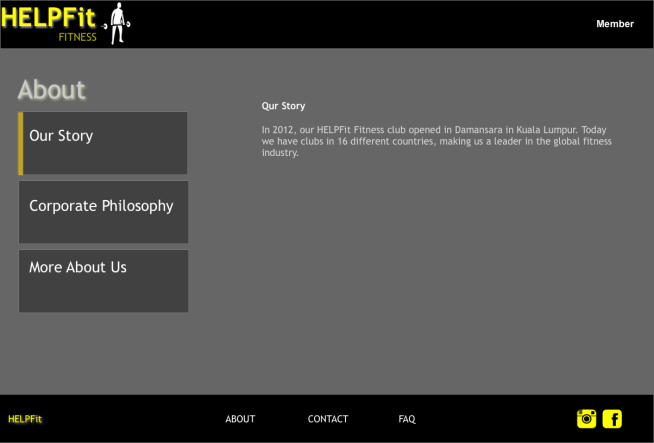 HELPFit
FITNESS
Member
About
Our Story
Corporate Philosophy
More About Us
Qur Story
In 2012, our HELPFit Fitness club opened in Damansara in Kuala Lumpur. Today
we have clubs in 16 different countries, making us a leader in the global fitness
industry.
HELPFit
ABOUT
CONTACT
FAQ